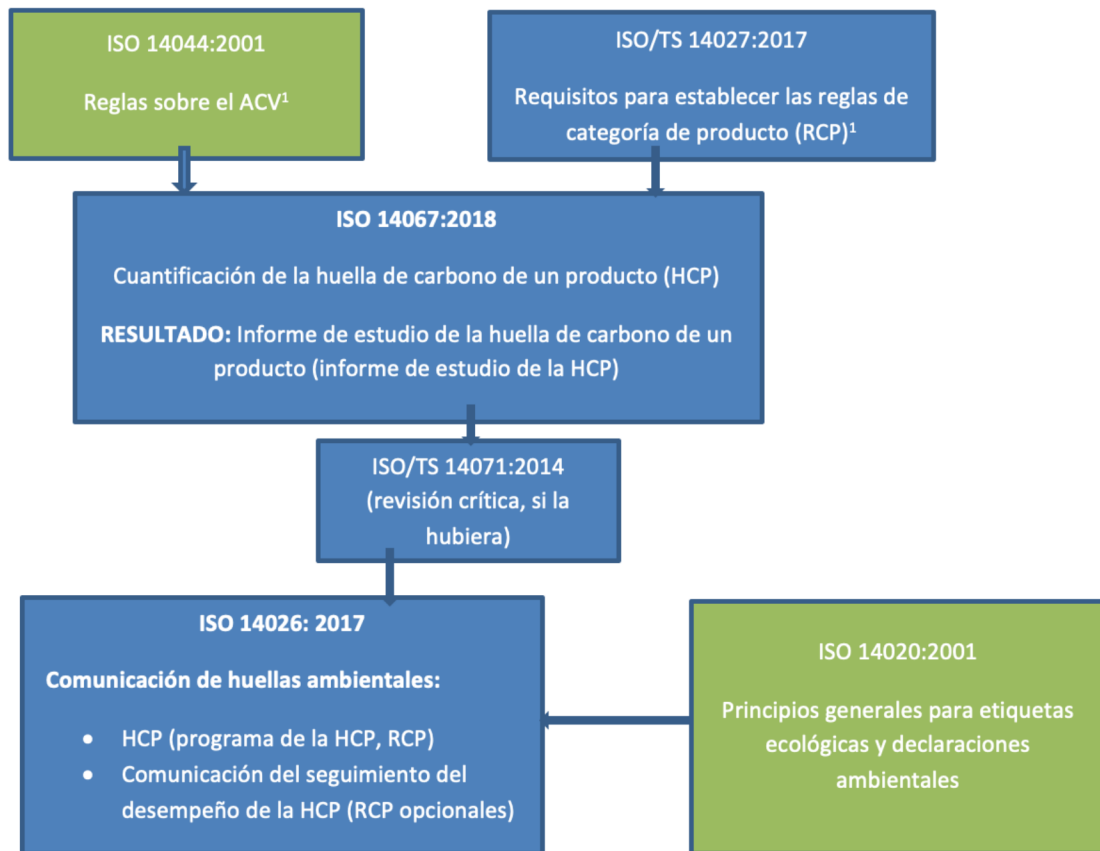 ISO 14044:2001
Reglas sobre el ACV¹
ISO/TS 14027:2017
Requisitos para establecer las reglas de
categoría de producto (RCP)¹
ISO 14067:2018
Cuantificación de la huella de carbono de un producto (HCP)
RESULTADO: Informe de estudio de la huella de carbono de un
producto (informe de estudio de la HCP)
ISO/TS 14071:2014
(revisión crítica, si la
hubiera)
ISO 14026: 2017
Comunicación de huellas ambientales:
• HCP (programa de la HCP, RCP)
• Comunicación del seguimiento del
desempeño de la HCP (RCP opcionales)
ISO 14020:2001
Principios generales para etiquetas
ecológicas y declaraciones
ambientales